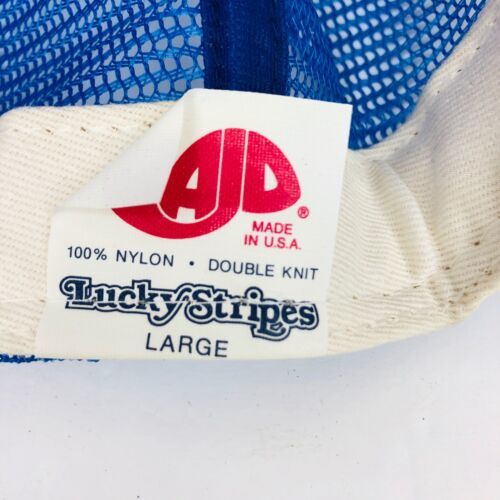 AJD ®
MADE
IN U.S.A.
100% NYLON • DOUBLE KNIT
Lucky Stripes
LARGE